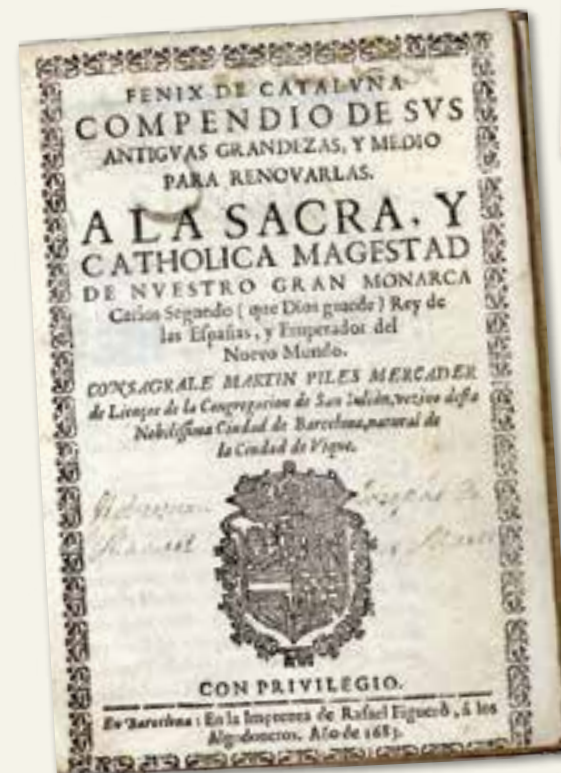 FENIX DE CATALVÑA
COMPENDIO DE SVS
ANTIGVAS GRANDEZAS, Y MEDIO
PARA RENOVARLAS.
A LA SACRA, Y
CATHOLICA MAGESTAD
DE NVESTRO GRAN MONARCA
Carlos Segundo ( que Dios guarde ) Rey de
las Españas, y Emperador del
Nuevo Mundo.
CONSAGRALE MARTIN PILES MERCADER
de Lienços de la Congregacion de San Iulián, vezino desta
Nobilissima Ciudad de Barcelona, natural de
la Ciudad de Vique.
CON PRIVILEGIO.
En Barcelona : En la Imprenta de Rafael Figuerò, á los
Algodoneros. Año de 1683.